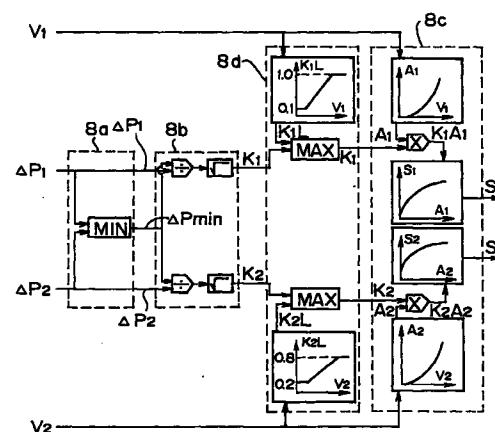 V1
8d
8c
K1L
1.0
0.1
V1
A1
V1
8a
ΔP1
8b
K1L
MAX
K1
A1
X
K1A1
ΔP1
÷
K1
S1
A1
S
MIN
ΔPmin
S2
A2
S
ΔP2
ΔP2
÷
K2
MAX
K2
A2
X
K2A2
K2L
K2L
0.8
0.2
V2
A2
V2
V2